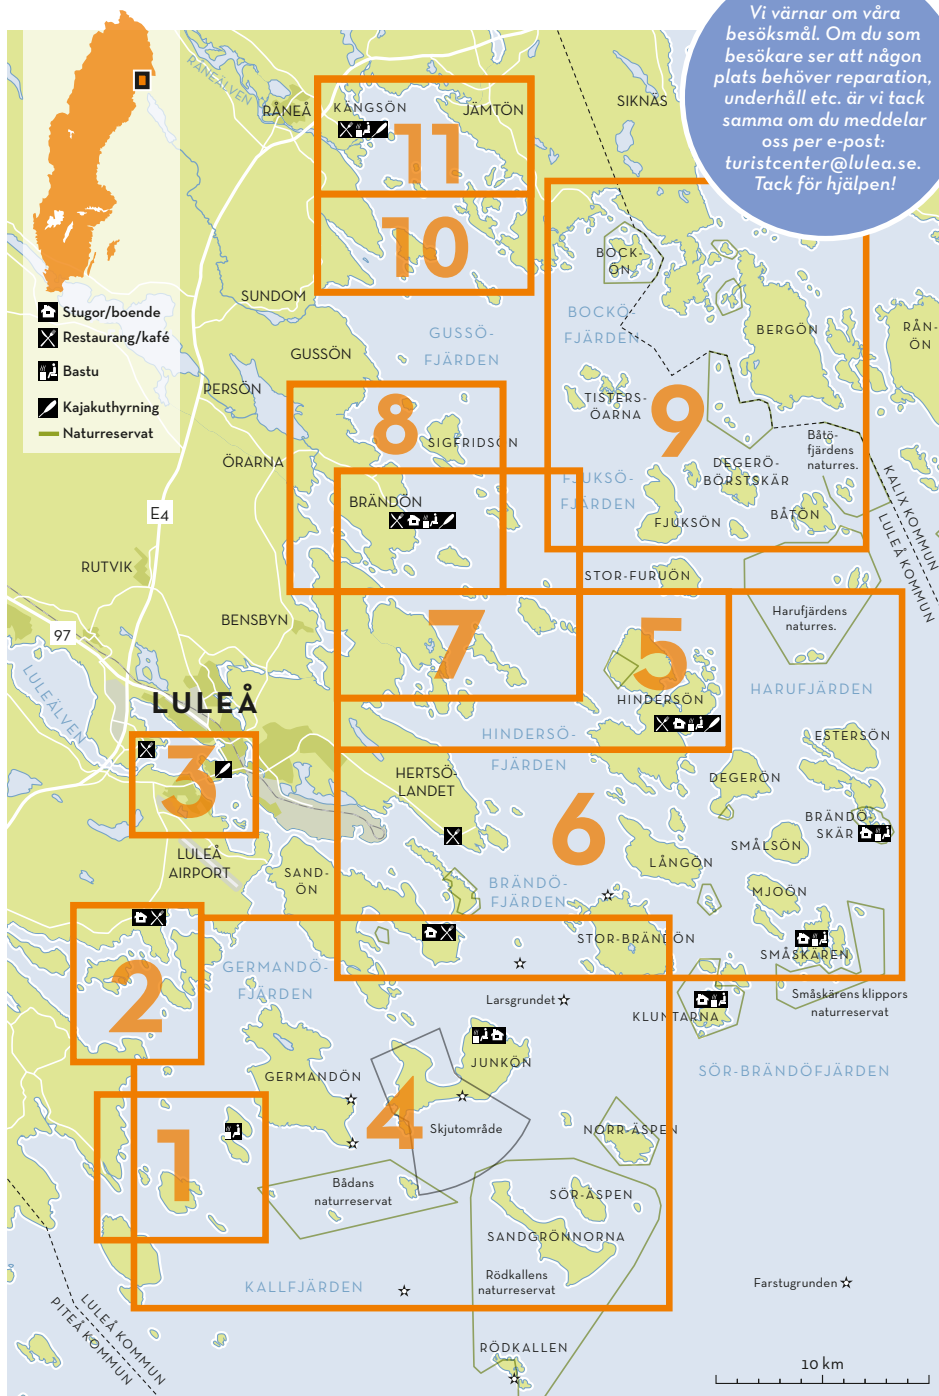 Vi värnar om våra
besöksmål. Om du som
besökare ser att någon
plats behöver reparation,
underhåll etc. är vi tack
samma om du meddelar
oss per e-post:
turistcenter@lulea.se.
Tack för hjälpen!
RÅNEÄLVEN
RÅNEÅ
KÄNGSÖN
JÄMTÖN
SIKNÄS
11
10
BOCK-
ÖN
SUNDOM
Stugor/boende
Restaurang/kafé
Bastu
Kajakuthyrning
Naturreservat
GUSSÖN
GUSSÖ-
FJÄRDEN
BOCKÖ-
FJÄRDEN
BERGÖN
RÅN-
ÖN
PERSÖN
8
SIGFRIDSÖN
TISTERS-
ÖARNA
9
Båtö-
fjärdens
naturres.
ÖRARNA
DEGERÖ-
BÖRSTSKÄR
FJUKSÖ-
FJÄRDEN
BRÄNDÖN
E4
FJUKSÖN
BÅTÖN
KALIX KOMMUN
LULEÅ KOMMUN
RUTVIK
STOR-FURUÖN
BENSBYN
97
7
5
Harufjärdens
naturres.
LULEÄLVEN
LULEÅ
HINDERSÖN
HARUFJÄRDEN
3
HINDERSÖ-
FJÄRDEN
ESTERSÖN
HERTSÖ-
LANDET
DEGERÖN
6
BRÄNDÖ-
SKÄR
SMÅLSÖN
LULEÅ
AIRPORT
SAND-
ÖN
LÅNGÖN
BRÄNDÖ-
FJÄRDEN
MJOÖN
STOR-BRÄNDÖN
SMÅSKÄREN
2
GERMANDÖ-
FJÄRDEN
Larsgrundet
KLUNTARNA
Småskärens klippors
naturreservat
JUNKÖN
SÖR-BRÄNDÖFJÄRDEN
GERMANDÖN
4
Skjutområde
NORR-ÄSPEN
1
Bådans
naturreservat
SÖR-ÄSPEN
SANDGRÖNNORNA
Rödkallens
naturreservat
KALLFJÄRDEN
Farstugrunden
LULEÅ KOMMUN
PITEÅ KOMMUN
RÖDKALLEN
10 km